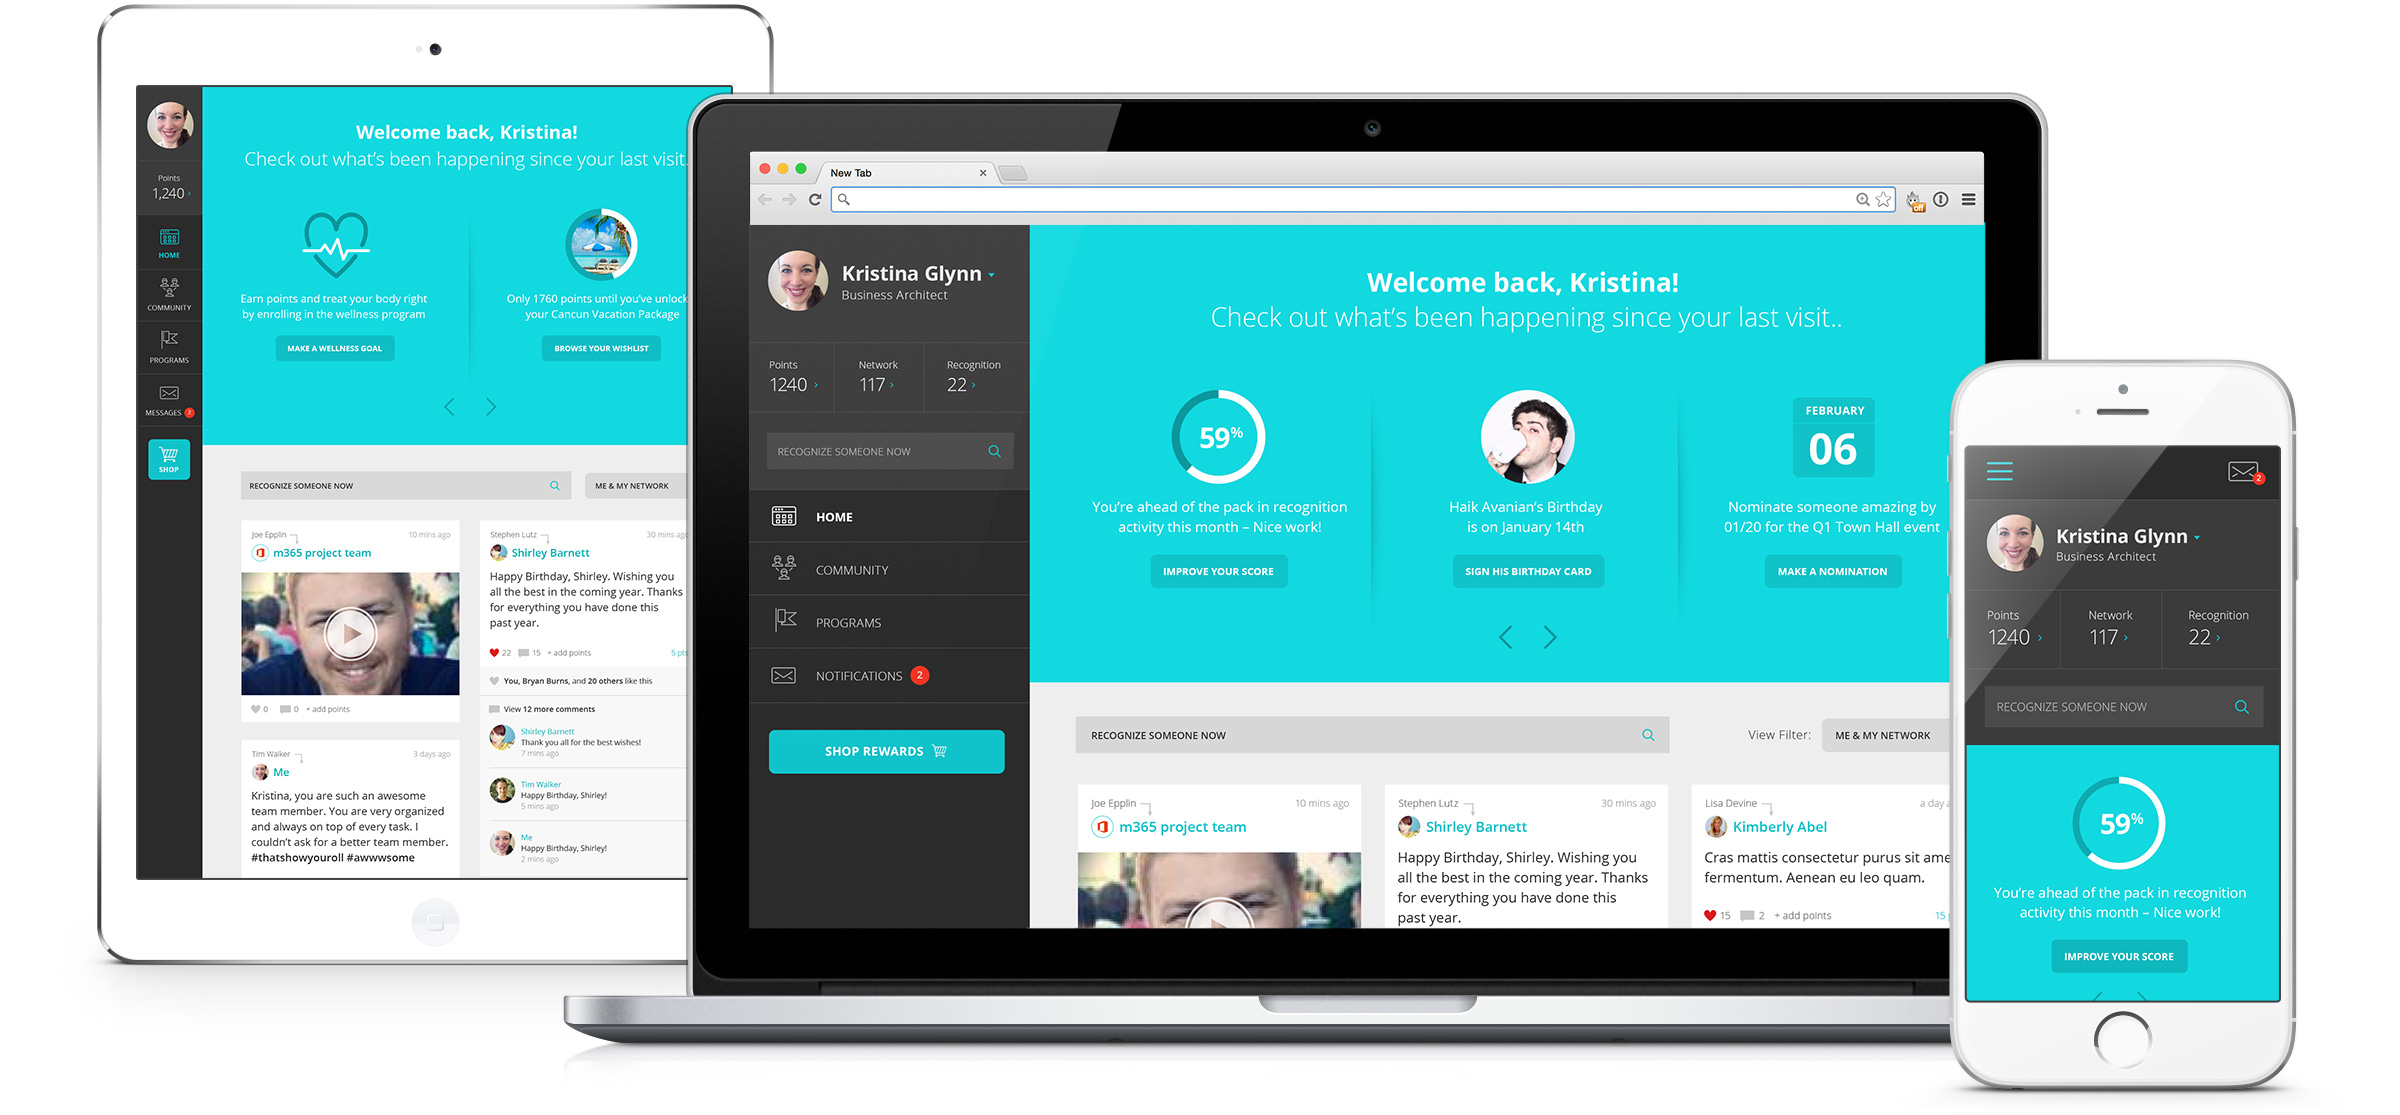 Welcome back, Kristina!
Check out what's been happening since your last visit.
Points
1,240
HOME
COMMUNITY
PROGRAMS
MESSAGES 2
SHOP
Earn points and treat your body right
by enrolling in the wellness program
MAKE A WELLNESS GOAL
Only 1760 points until you've unlock
your Cancun Vacation Package
BROWSE YOUR WISHLIST
RECOGNIZE SOMEONE NOW
ME & MY NETWORK
Joe Epplin
10 mins ago
m365 project team
0 0 + add points
Tim Walker
3 days ago
Me
Kristina, you are such an awesome
team member. You are very organized
and always on top of every task. I
couldn't ask for a better team member.
#thatshowyouroll #awwwsome
Stephen Lutz
30 mins ago
Shirley Barnett
Happy Birthday, Shirley. Wishing you
all the best in the coming year. Thanks
for everything you have done this
past year.
22 15 + add points 5 pts
You, Bryan Burns, and 20 others like this
View 12 more comments
Shirley Barnett
Thank you all for the best wishes!
7 mins ago
Tim Walker
Happy Birthday, Shirley!
5 mins ago
Me
Happy Birthday, Shirley!
2 mins ago
New Tab
off
Kristina Glynn
Business Architect
Points
1240
Network
117
Recognition
22
RECOGNIZE SOMEONE NOW
HOME
COMMUNITY
PROGRAMS
NOTIFICATIONS 2
SHOP REWARDS
Welcome back, Kristina!
Check out what's been happening since your last visit..
59%
You're ahead of the pack in recognition
activity this month – Nice work!
IMPROVE YOUR SCORE
Haik Avanian's Birthday
is on January 14th
SIGN HIS BIRTHDAY CARD
FEBRUARY
06
Nominate someone amazing by
01/20 for the Q1 Town Hall event
MAKE A NOMINATION
RECOGNIZE SOMEONE NOW
View Filter:
ME & MY NETWORK
Joe Epplin
10 mins ago
m365 project team
Stephen Lutz
30 mins ago
Shirley Barnett
Happy Birthday, Shirley. Wishing you
all the best in the coming year. Thanks
for everything you have done this
past year.
Lisa Devine
a day a
Kimberly Abel
Cras mattis consectetur purus sit ame
fermentum. Aenean eu leo quam.
15 2 + add points 15 p
2
Kristina Glynn
Business Architect
Points
1240
Network
117
Recognition
22
RECOGNIZE SOMEONE NOW
59%
You're ahead of the pack in recognition
activity this month – Nice work!
IMPROVE YOUR SCORE